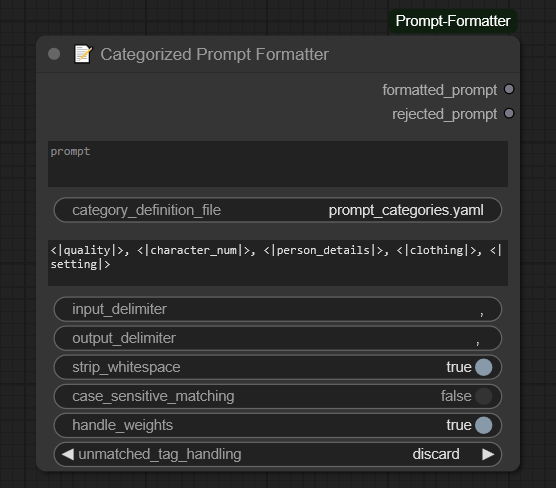 Prompt-Formatter
Categorized Prompt Formatter
formatted_prompt
rejected_prompt
prompt
category_definition_file prompt_categories.yaml
<|quality|>, <|character_num|>, <|person_details|>, <|clothing|>, <|
setting|>
input_delimiter ,
output_delimiter ,
strip_whitespace true
case_sensitive_matching false
handle_weights true
unmatched_tag_handling discard